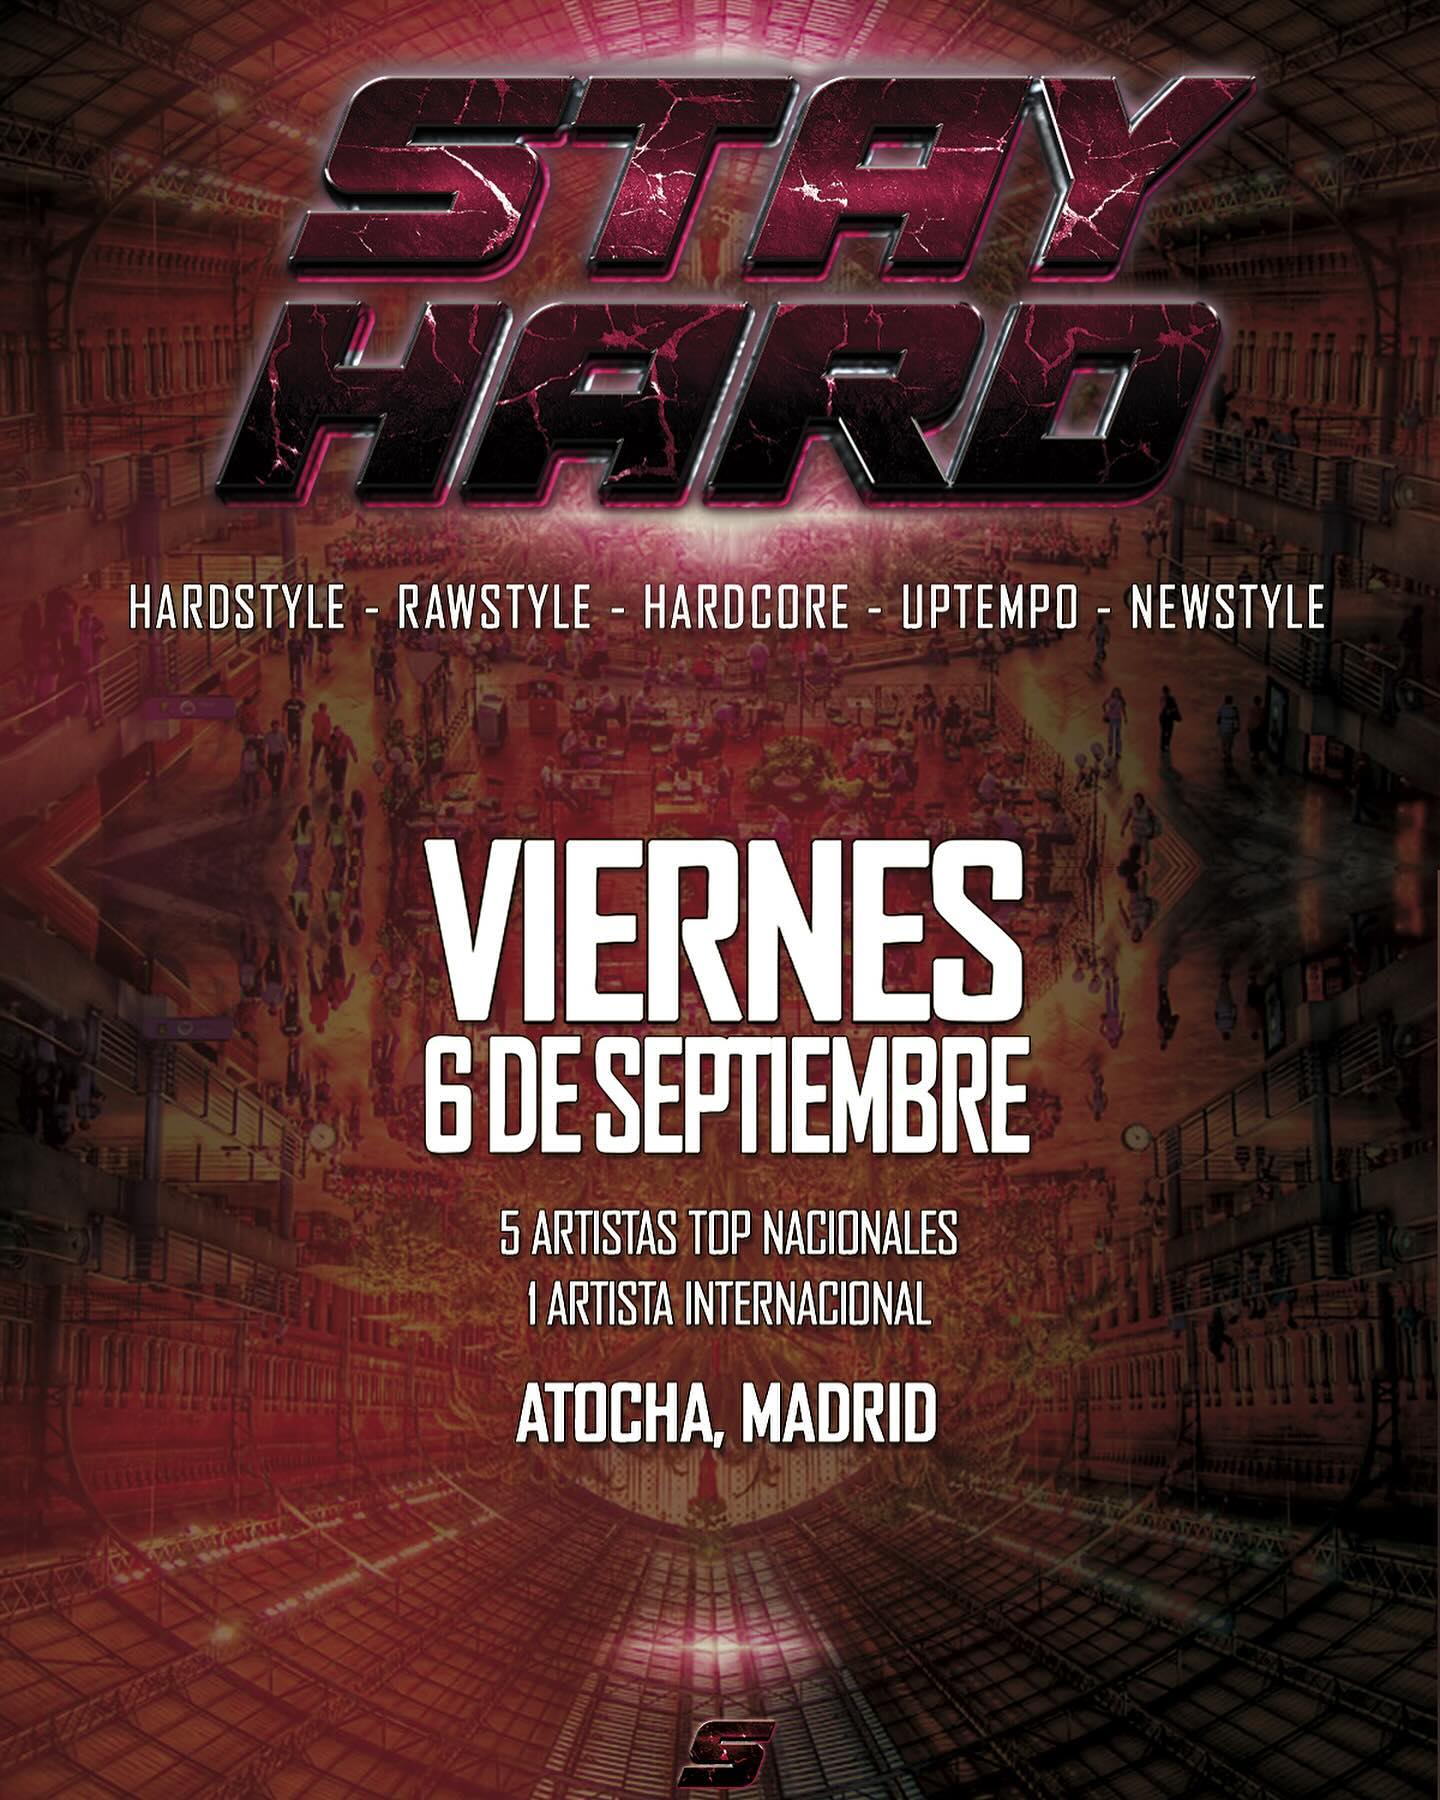 STAY
HARD
HARDSTYLE - RAWSTYLE - HARDCORE - UPTEMPO - NEWSTYLE
VIERNES
6 DE SEPTIEMBRE
5 ARTISTAS TOP NACIONALES
1 ARTISTA INTERNACIONAL
ATOCHA, MADRID
S